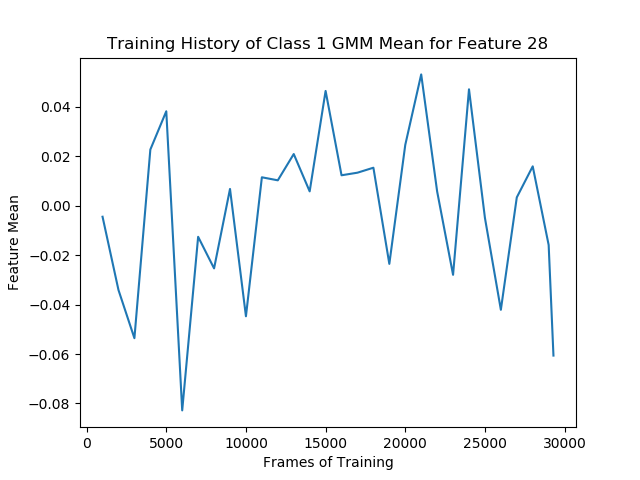 Training History of Class 1 GMM Mean for Feature 28
Feature Mean
0.04
0.02
0.00
−0.02
−0.04
−0.06
−0.08
0 5000 10000 15000 20000 25000 30000
Frames of Training